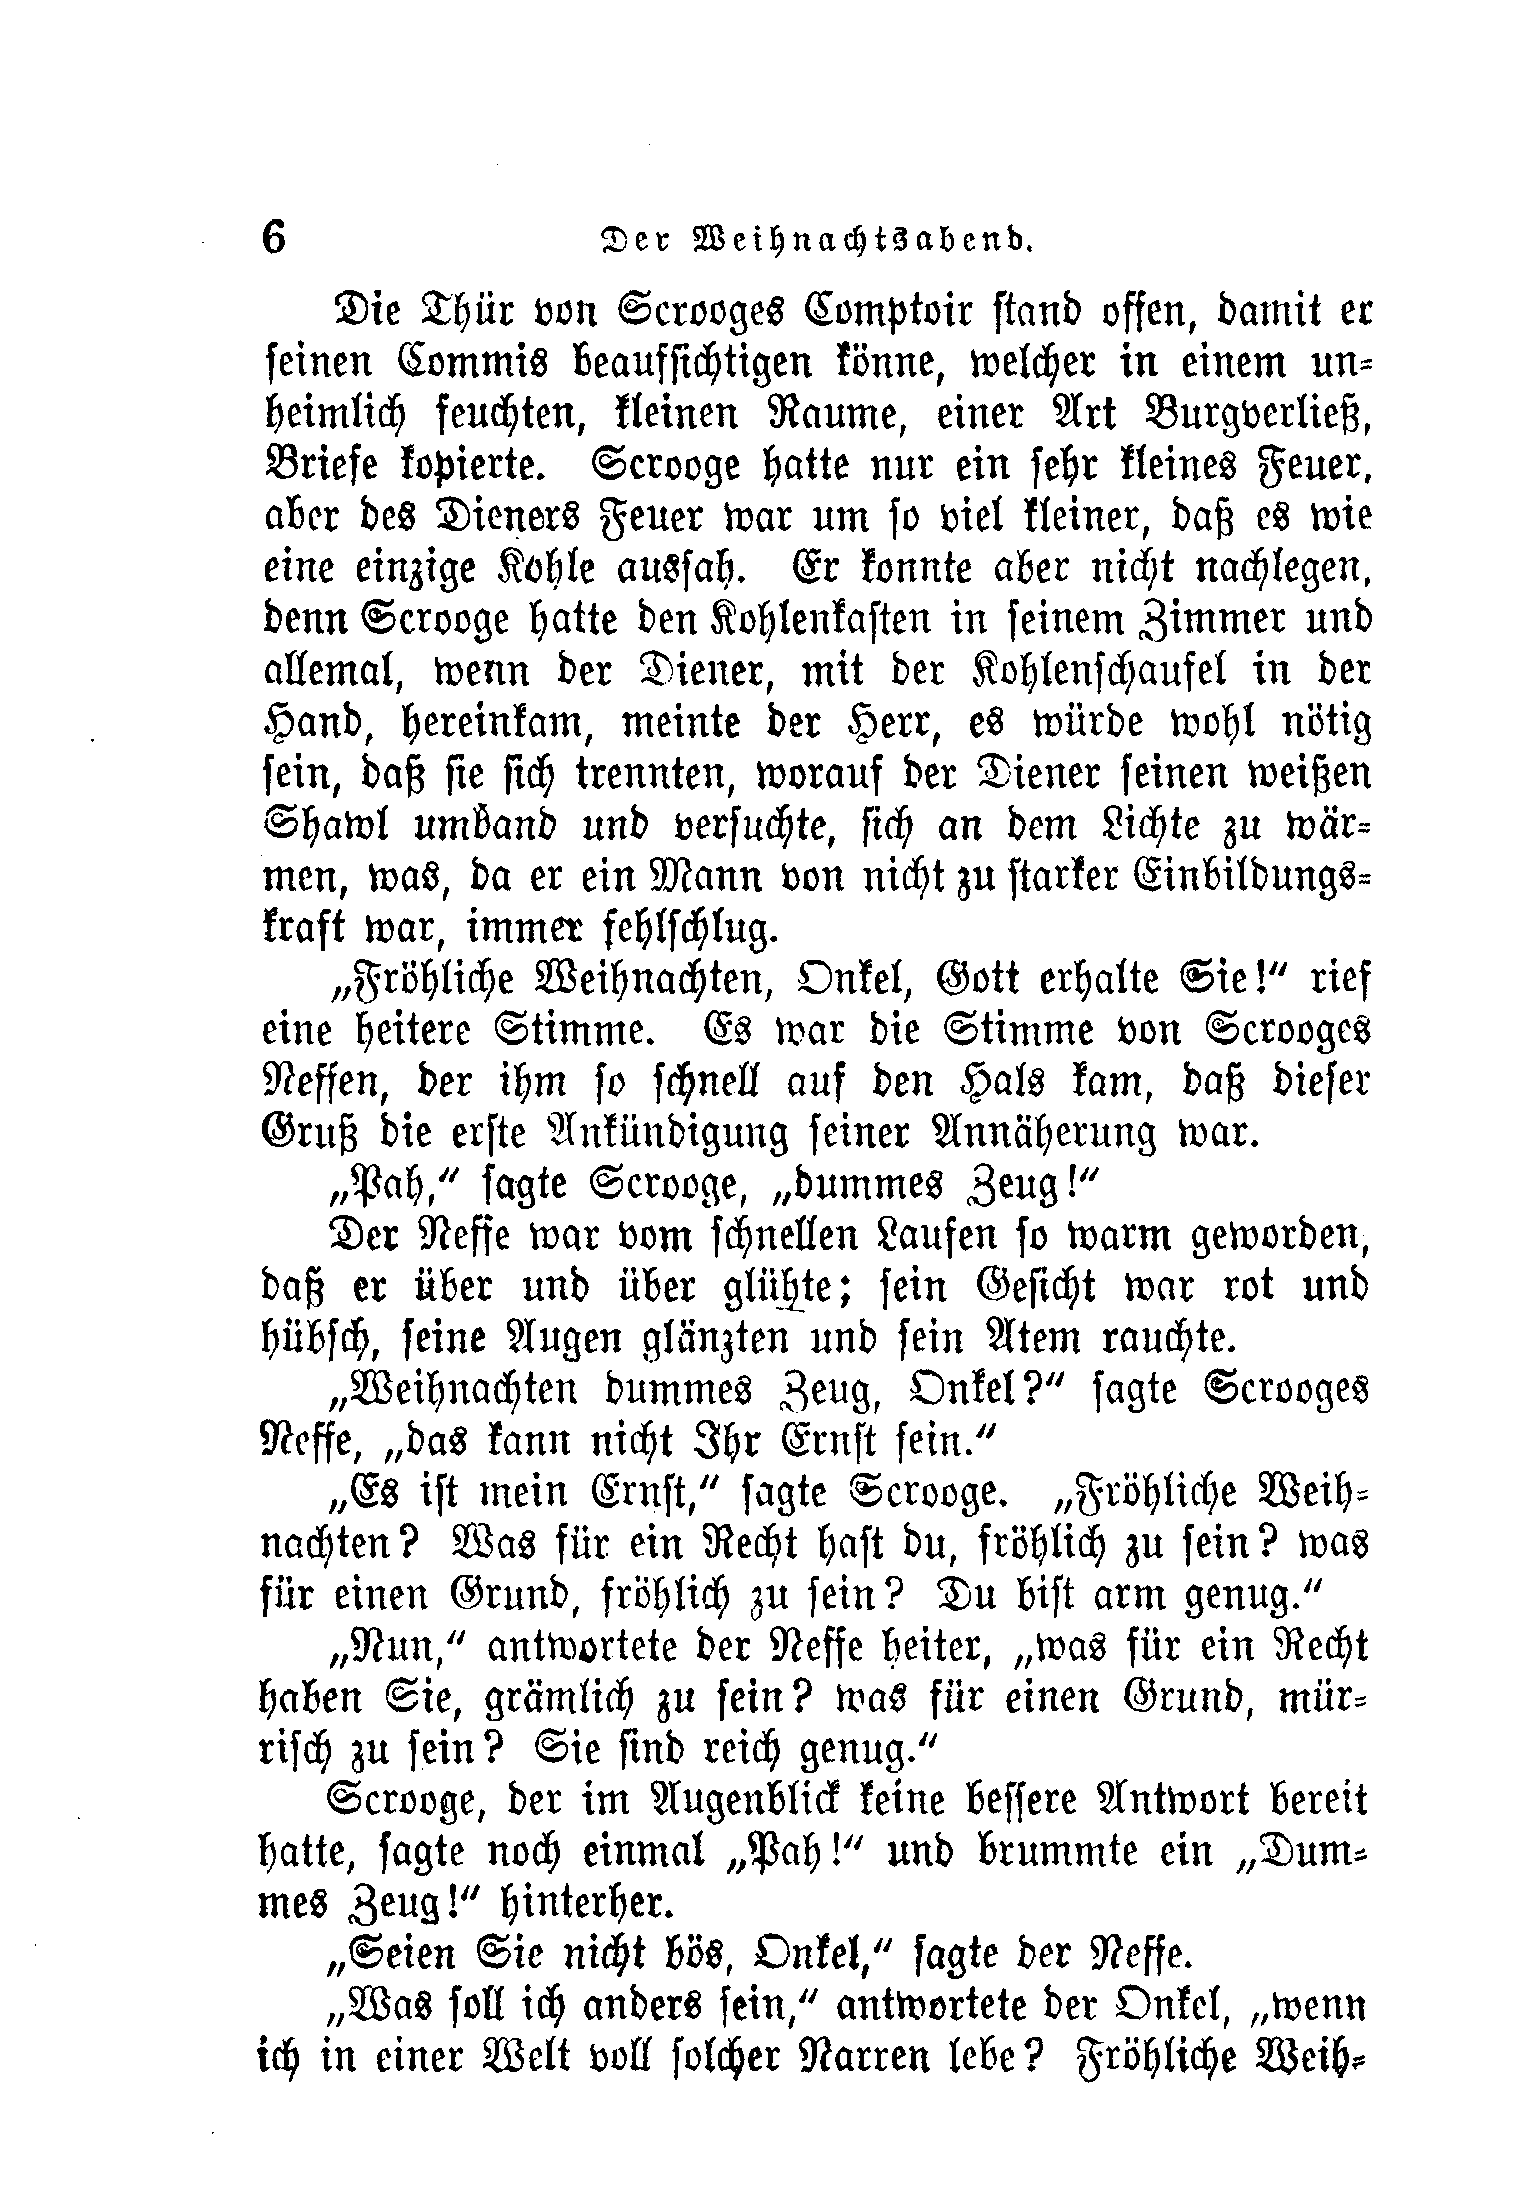 6 Der Weihnachtsabend.
Die Thür von Scrooges Comptoir stand offen, damit er
seinen Commis beaufsichtigen könne, welcher in einem un=
heimlich feuchten, kleinen Raume, einer Art Burgverließ,
Briefe kopierte. Scrooge hatte nur ein sehr kleines Feuer,
aber des Dieners Feuer war um so viel kleiner, daß es wie
eine einzige Kohle aussah. Er konnte aber nicht nachlegen,
denn Scrooge hatte den Kohlenkasten in seinem Zimmer und
allemal, wenn der Diener, mit der Kohlenschaufel in der
Hand, hereinkam, meinte der Herr, es würde wohl nötig
sein, daß sie sich trennten, worauf der Diener seinen weißen
Shawl umband und versuchte, sich an dem Lichte zu wär=
men, was, da er ein Mann von nicht zu starker Einbildungs=
kraft war, immer fehlschlug.
„Fröhliche Weihnachten, Onkel, Gott erhalte Sie!“ rief
eine heitere Stimme. Es war die Stimme von Scrooges
Neffen, der ihm so schnell auf den Hals kam, daß dieser
Gruß die erste Ankündigung seiner Annäherung war.
„Pah,“ sagte Scrooge, „dummes Zeug!“
Der Neffe war vom schnellen Laufen so warm geworden,
daß er über und über glühte; sein Gesicht war rot und
hübsch, seine Augen glänzten und sein Atem rauchte.
„Weihnachten dummes Zeug, Onkel?“ sagte Scrooges
Neffe, „das kann nicht Ihr Ernst sein.“
„Es ist mein Ernst,“ sagte Scrooge. „Fröhliche Weih=
nachten? Was für ein Recht hast du, fröhlich zu sein? was
für einen Grund, fröhlich zu sein? Du bist arm genug.“
„Nun,“ antwortete der Neffe heiter, „was für ein Recht
haben Sie, grämlich zu sein? was für einen Grund, mür=
risch zu sein? Sie sind reich genug.“
Scrooge, der im Augenblick keine bessere Antwort bereit
hatte, sagte noch einmal „Pah!“ und brummte ein „Dum=
mes Zeug!“ hinterher.
„Seien Sie nicht bös, Onkel,“ sagte der Neffe.
„Was soll ich anders sein,“ antwortete der Onkel, „wenn
ich in einer Welt voll solcher Narren lebe? Fröhliche Weih=